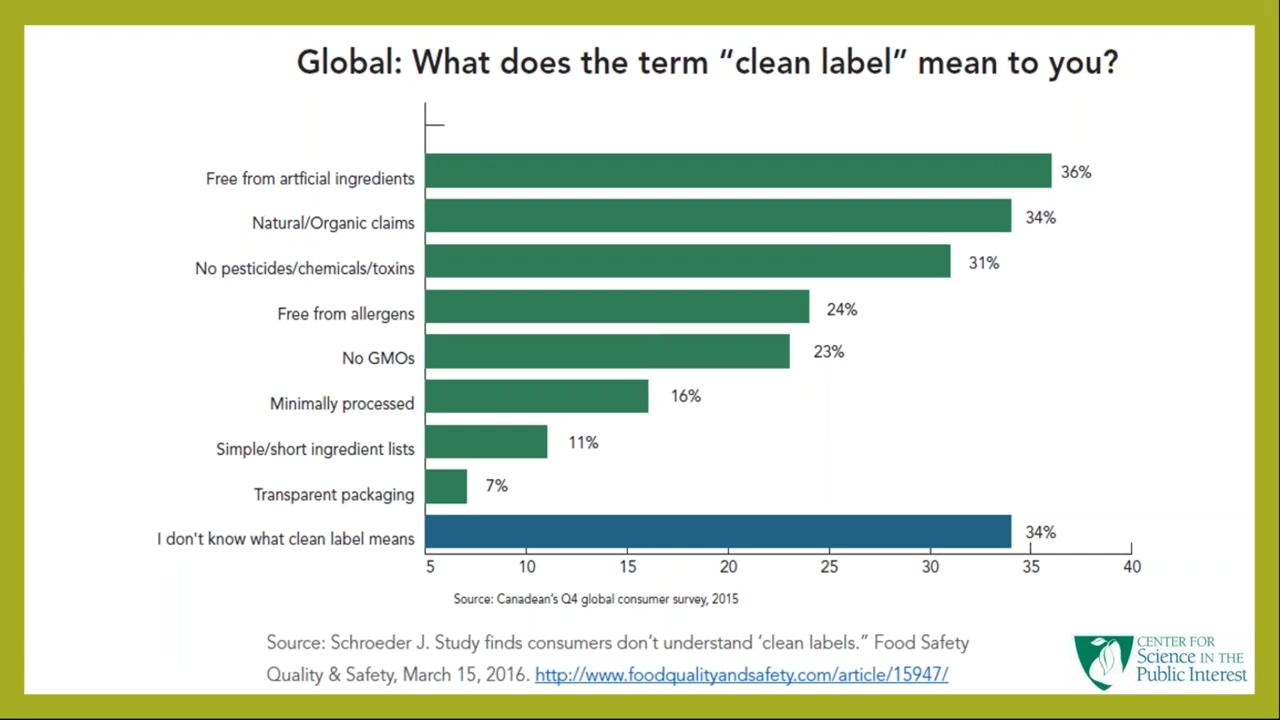 Global: What does the term “clean label” mean to you?
Free from artficial ingredients
36%
Natural/Organic claims
34%
No pesticides/chemicals/toxins
31%
Free from allergens
24%
No GMOs
23%
Minimally processed
16%
Simple/short ingredient lists
11%
Transparent packaging
7%
I don't know what clean label means
34%
5 10 15 20 25 30 35 40
Source: Canadean’s Q4 global consumer survey, 2015
Source: Schroeder J. Study finds consumers don’t understand ‘clean labels.” Food Safety
Quality & Safety, March 15, 2016. http://www.foodqualityandsafety.com/article/15947/
CENTER FOR
Science IN THE
Public Interest